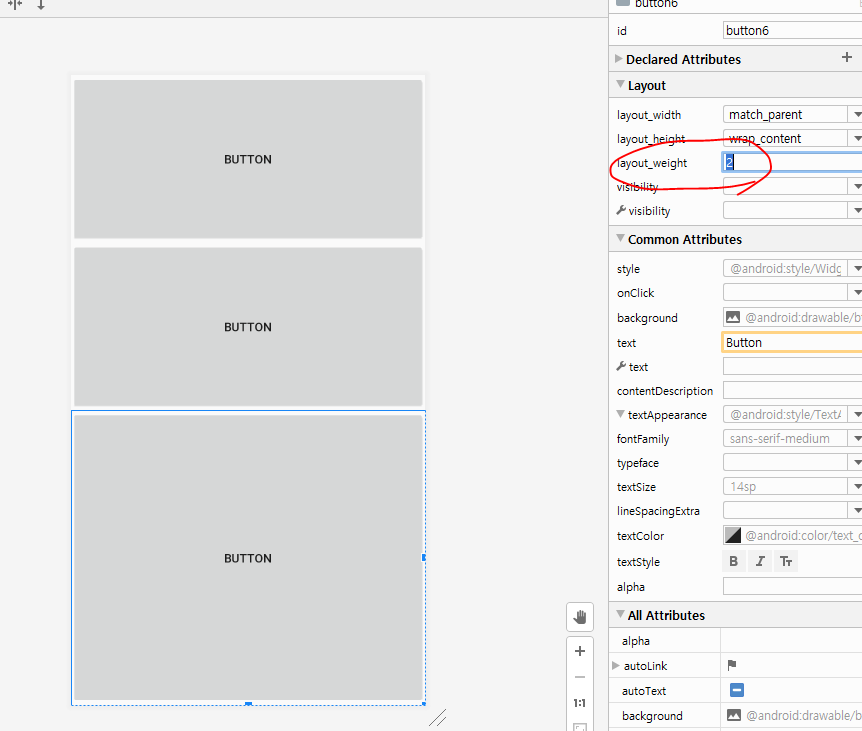 button6
id button6
Declared Attributes
Layout
layout_width match_parent
layout_height wrap_content
layout_weight 2
visibility
visibility
Common Attributes
style @android:style/Widg
onClick
background @android:drawable/b
text Button
text
contentDescription
textAppearance @android:style/TextA
fontFamily sans-serif-medium
typeface
textSize 14sp
lineSpacingExtra
textColor @android:color/text_c
textStyle B I Tт
alpha
All Attributes
alpha
autoLink
autoText
background @android:drawable/b
BUTTON
BUTTON
BUTTON
1:1